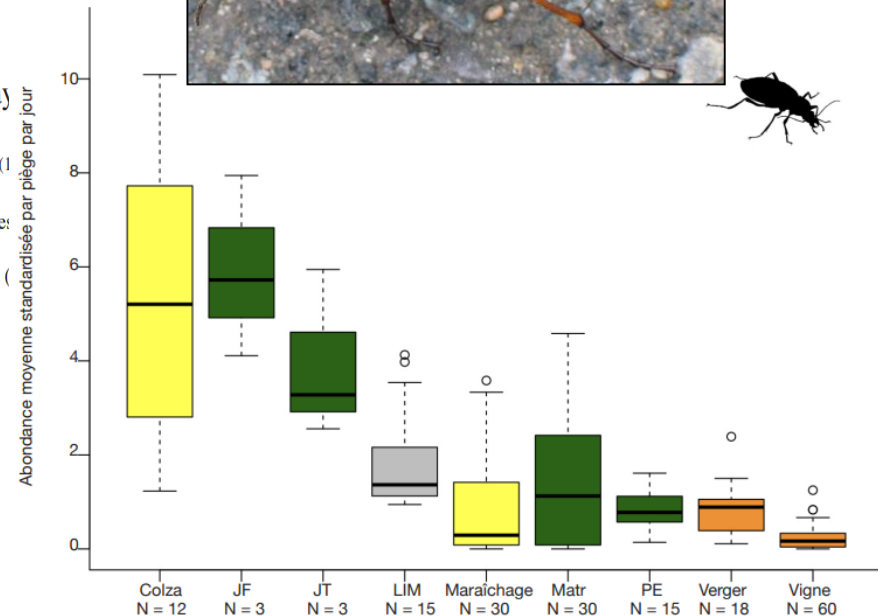 Abondance moyenne standardisée par piège par jour
10
8
6
4
2
0
Colza JF JT LIM Maraîchage Matr PE Verger Vigne
N = 12 N = 3 N = 3 N = 15 N = 30 N = 30 N = 15 N = 18 N = 60